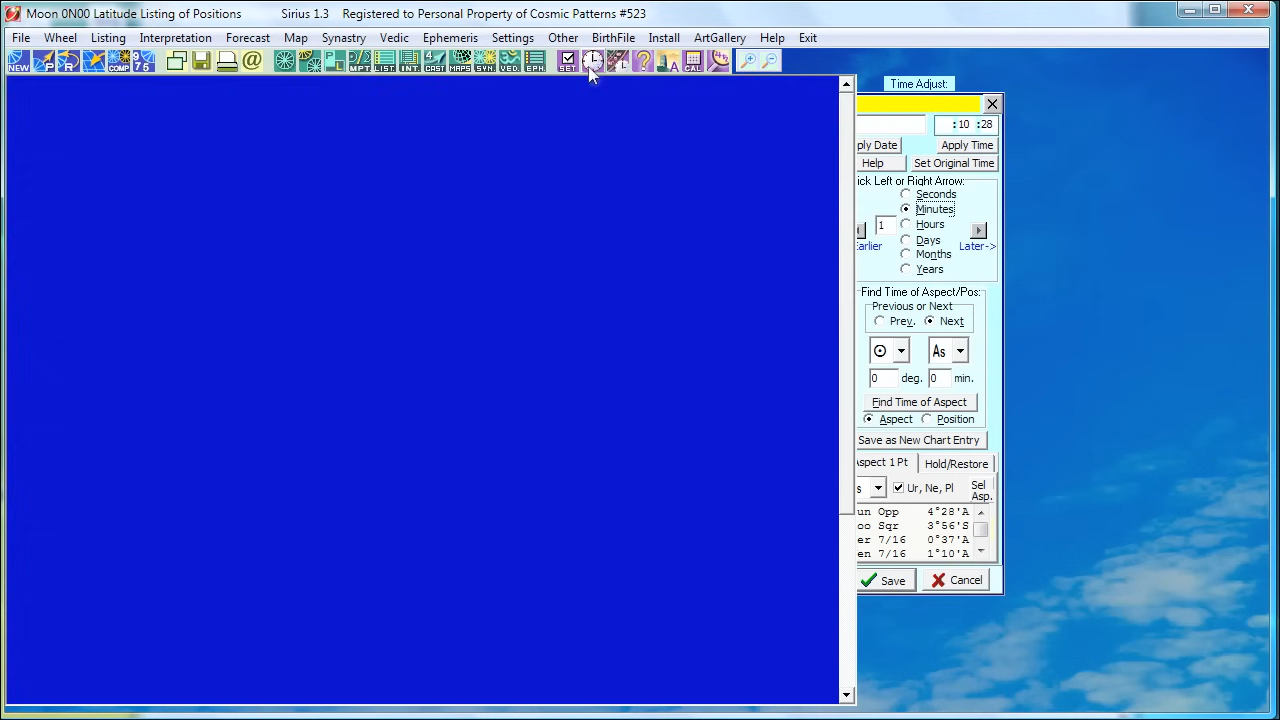 Moon 0N00 Latitude Listing of Positions Sirius 1.3 Registered to Personal Property of Cosmic Patterns #523
File Wheel Listing Interpretation Forecast Map Synastry Vedic Ephemeris Settings Other BirthFile Install ArtGallery Help Exit
NEW P R COMP 9 7 5 @ P L D/P T MPT. LIST. INT. CAST MAPS SYN. VED. EPH. SET ? A CAL
Time Adjust:
:10 :28
ply Date Apply Time
Help Set Original Time
ick Left or Right Arrow:
Seconds
Minutes
1 Hours
Days
arlier Later->
Months
Years
Find Time of Aspect/Pos:
Previous or Next
Prev. Next
As
0 deg. 0 min.
Find Time of Aspect
Aspect Position
Save as New Chart Entry
Aspect 1 Pt Hold/Restore
s Ur, Ne, Pl Sel Asp.
un Opp 4°28'A
oo Sqr 3°56'S
er 7/16 0°37'A
en 7/16 1°10'A
Save Cancel